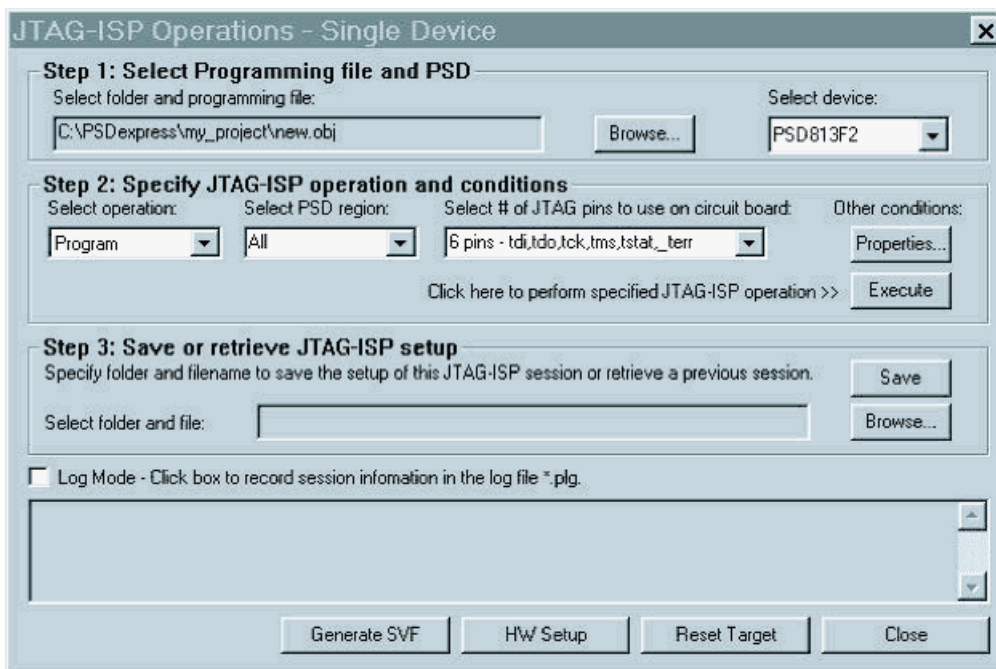 JTAG-ISP Operations - Single Device
Step 1: Select Programming file and PSD
Select folder and programming file:
Select device:
C:\PSDexpress\my_project\new.obj
Browse...
PSD813F2
Step 2: Specify JTAG-ISP operation and conditions
Select operation:
Select PSD region:
Select # of JTAG pins to use on circuit board:
Other conditions:
Program
All
6 pins - tdi,tdo,tck,tms,tstat,_terr
Properties...
Click here to perform specified JTAG-ISP operation >>
Execute
Step 3: Save or retrieve JTAG-ISP setup
Specify folder and filename to save the setup of this JTAG-ISP session or retrieve a previous session.
Save
Select folder and file:
Browse...
Log Mode - Click box to record session infomation in the log file *.plg.
Generate SVF
HW Setup
Reset Target
Close